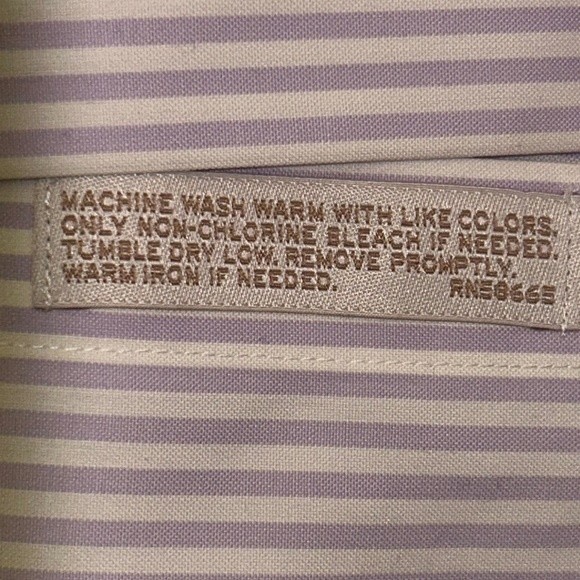 MACHINE WASH WARM WITH LIKE COLORS.
ONLY NON-CHLORINE BLEACH IF NEEDED.
TUMBLE DRY LOW. REMOVE PROMPTLY.
WARM IRON IF NEEDED. RN58665